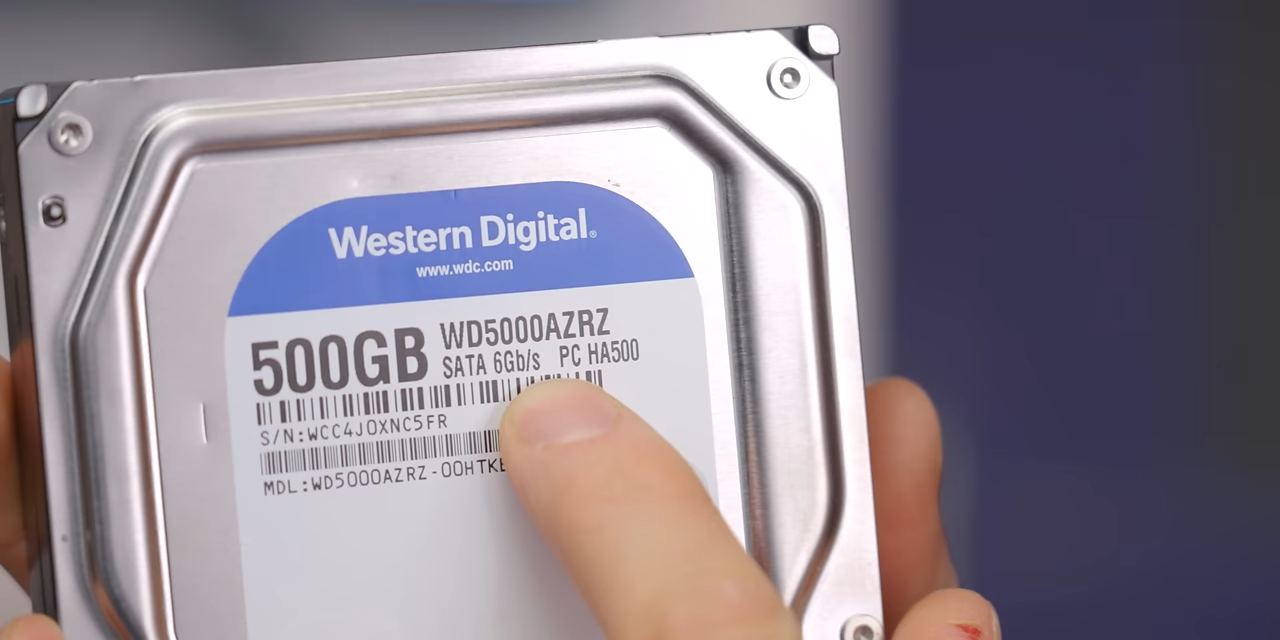 Western Digital®
www.wdc.com
500GB WD5000AZRZ
SATA 6Gb/s PC HA500
S/N:WCC4J0XNC5FR
MDL:WD5000AZRZ-00HTK